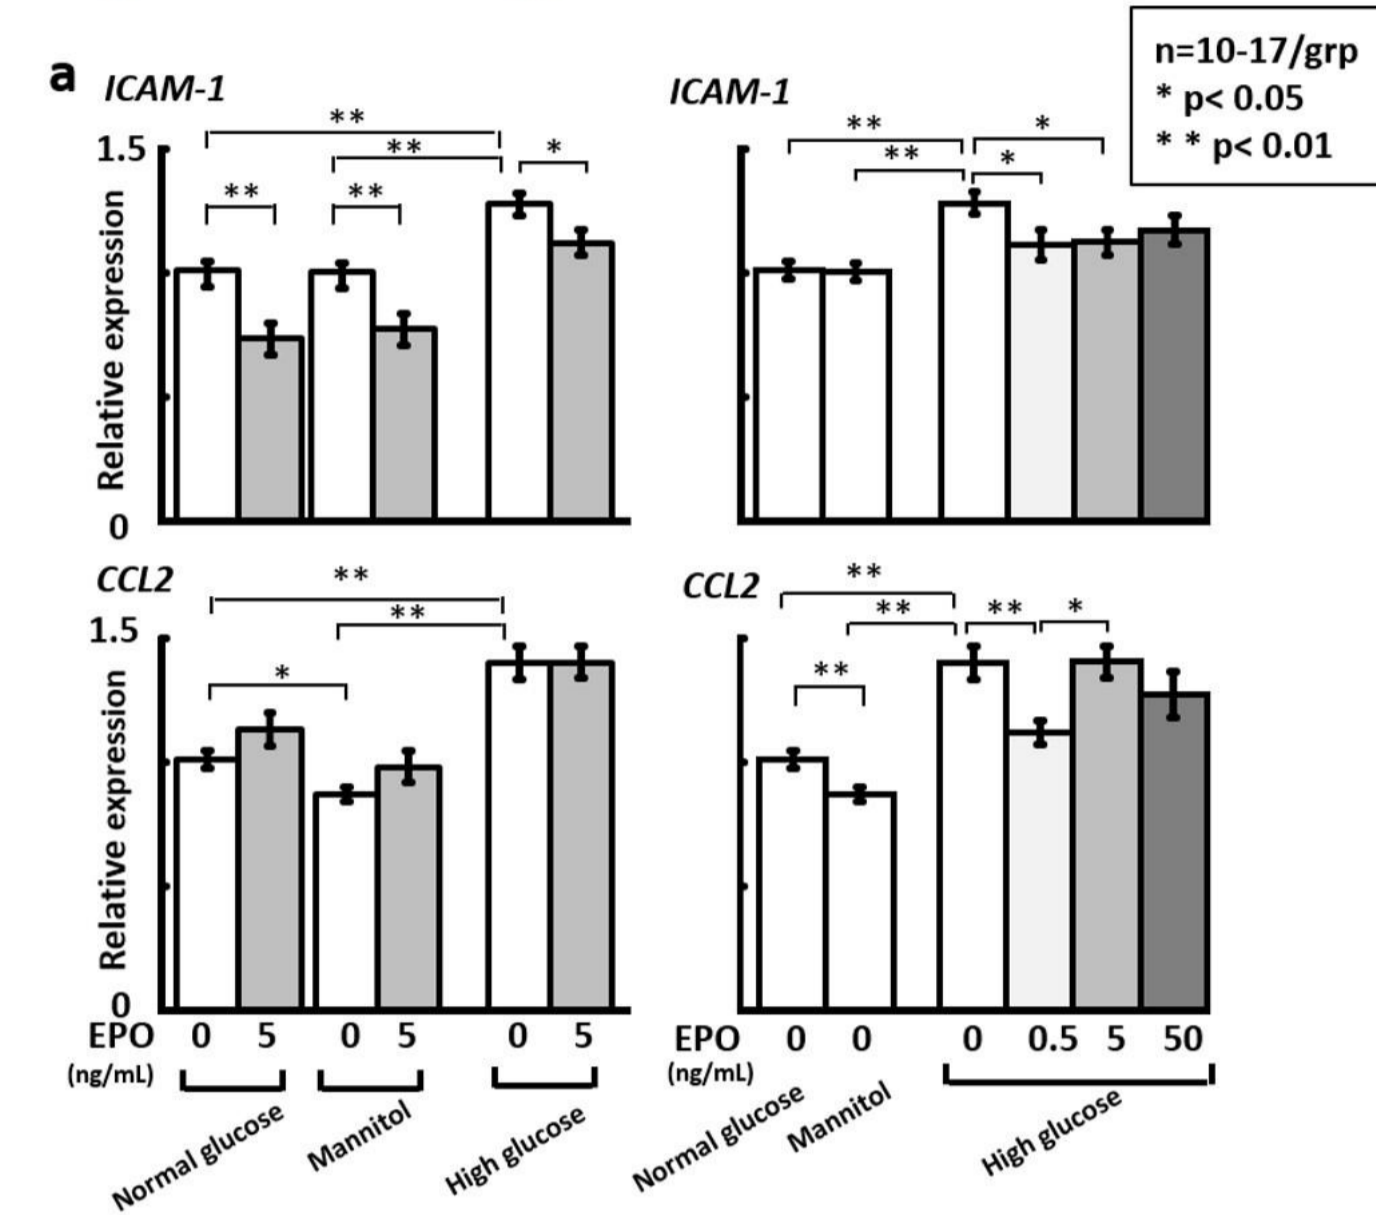 a
ICAM-1
ICAM-1
n=10-17/grp
* p< 0.05
* * p< 0.01
**
**
*
**
**
**
**
*
*
1.5
Relative expression
0
CCL2
CCL2
**
**
*
**
**
**
*
**
1.5
Relative expression
0
EPO 0 5 0 5 0 5
(ng/mL)
Normal glucose
Mannitol
High glucose
EPO 0 0 0 0.5 5 50
(ng/mL)
Normal glucose
Mannitol
High glucose